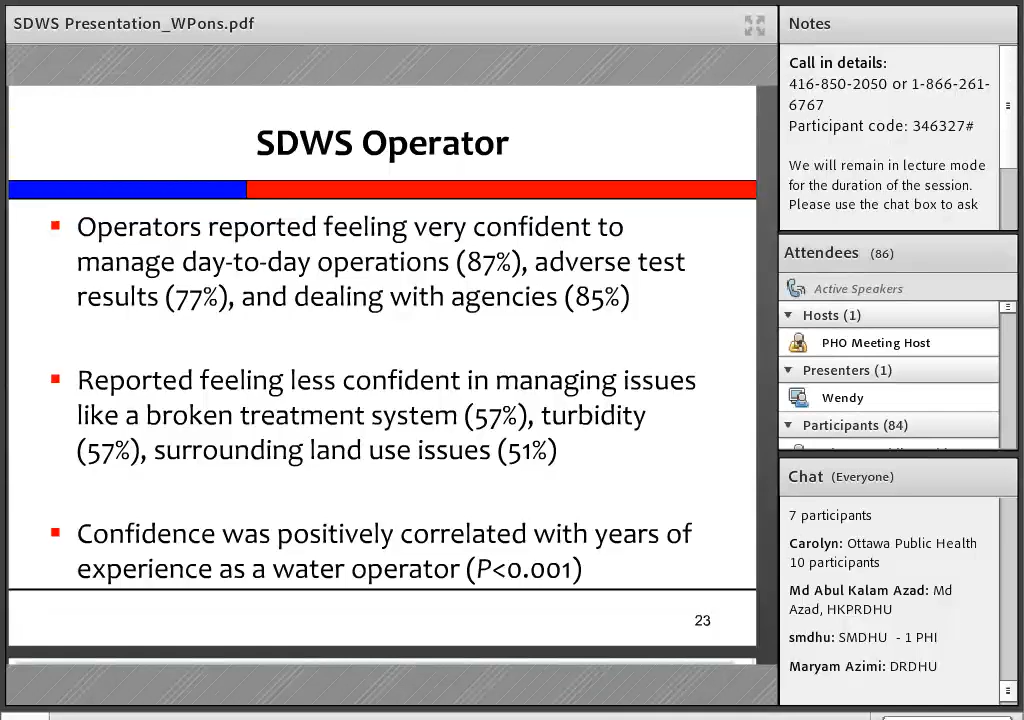 SDWS Presentation_WPons.pdf
SDWS Operator
▪ Operators reported feeling very confident to
manage day-to-day operations (87%), adverse test
results (77%), and dealing with agencies (85%)
▪ Reported feeling less confident in managing issues
like a broken treatment system (57%), turbidity
(57%), surrounding land use issues (51%)
▪ Confidence was positively correlated with years of
experience as a water operator (P<0.001)
23
Notes
Call in details:
416-850-2050 or 1-866-261-
6767
Participant code: 346327#
We will remain in lecture mode
for the duration of the session.
Please use the chat box to ask
Attendees (86)
Active Speakers
Hosts (1)
PHO Meeting Host
Presenters (1)
Wendy
Participants (84)
Chat (Everyone)
7 participants
Carolyn: Ottawa Public Health
10 participants
Md Abul Kalam Azad: Md
Azad, HKPRDHU
smdhu: SMDHU - 1 PHI
Maryam Azimi: DRDHU